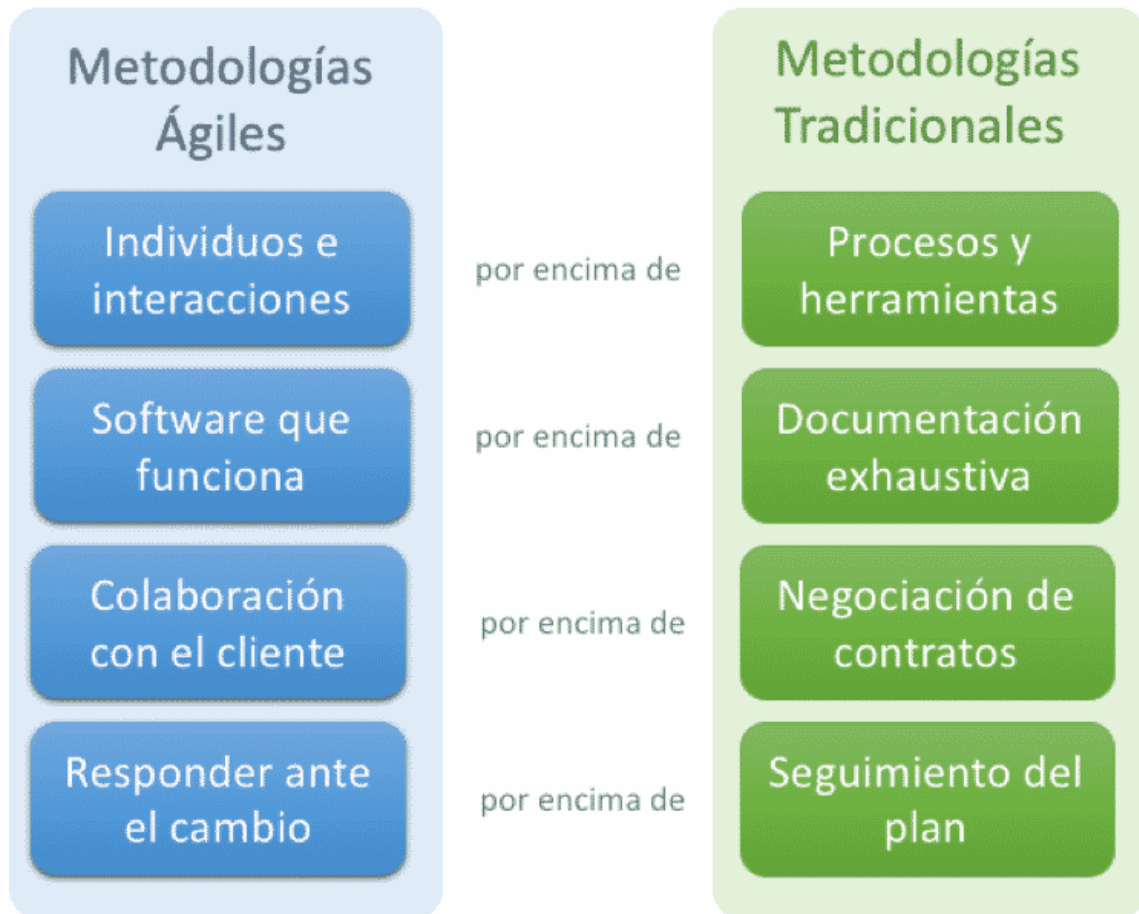 Metodologías
Ágiles
Metodologías
Tradicionales
Individuos e
interacciones
por encima de
Procesos y
herramientas
Software que
funciona
por encima de
Documentación
exhaustiva
Colaboración
con el cliente
por encima de
Negociación de
contratos
Responder ante
el cambio
por encima de
Seguimiento del
plan